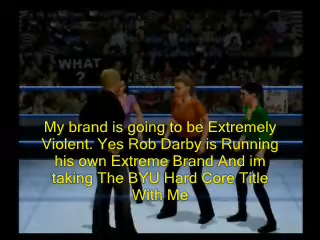 WHAT
?
My brand is going to be Extremely
Violent. Yes Rob Darby is Running
his own Extreme Brand And im
taking The BYU Hard Core Title
With Me